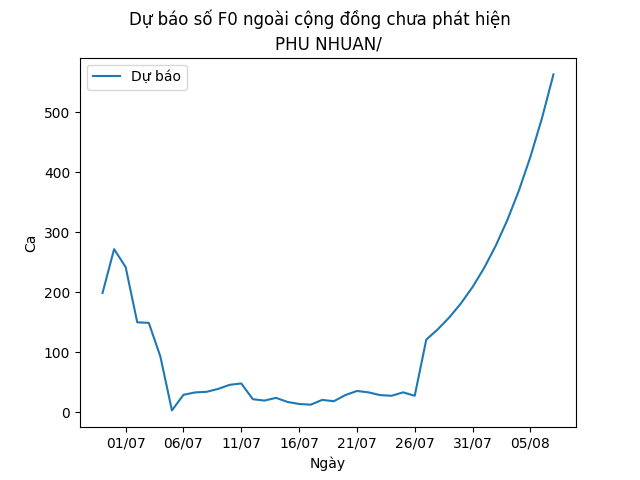 Dự báo số F0 ngoài cộng đồng chưa phát hiện
PHU NHUAN/
Dự báo
500
400
300
200
100
0
Ca
01/07 06/07 11/07 16/07 21/07 26/07 31/07 05/08
Ngày